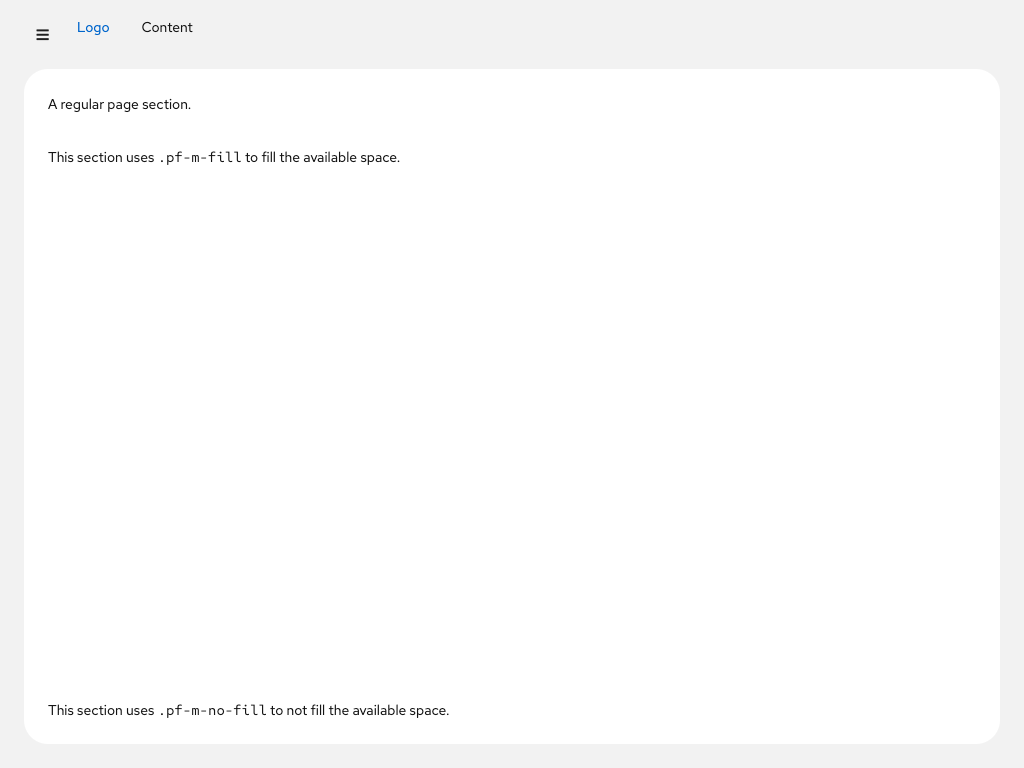 Logo
Content
A regular page section.
This section uses .pf-m-fill to fill the available space.
This section uses .pf-m-no-fill to not fill the available space.